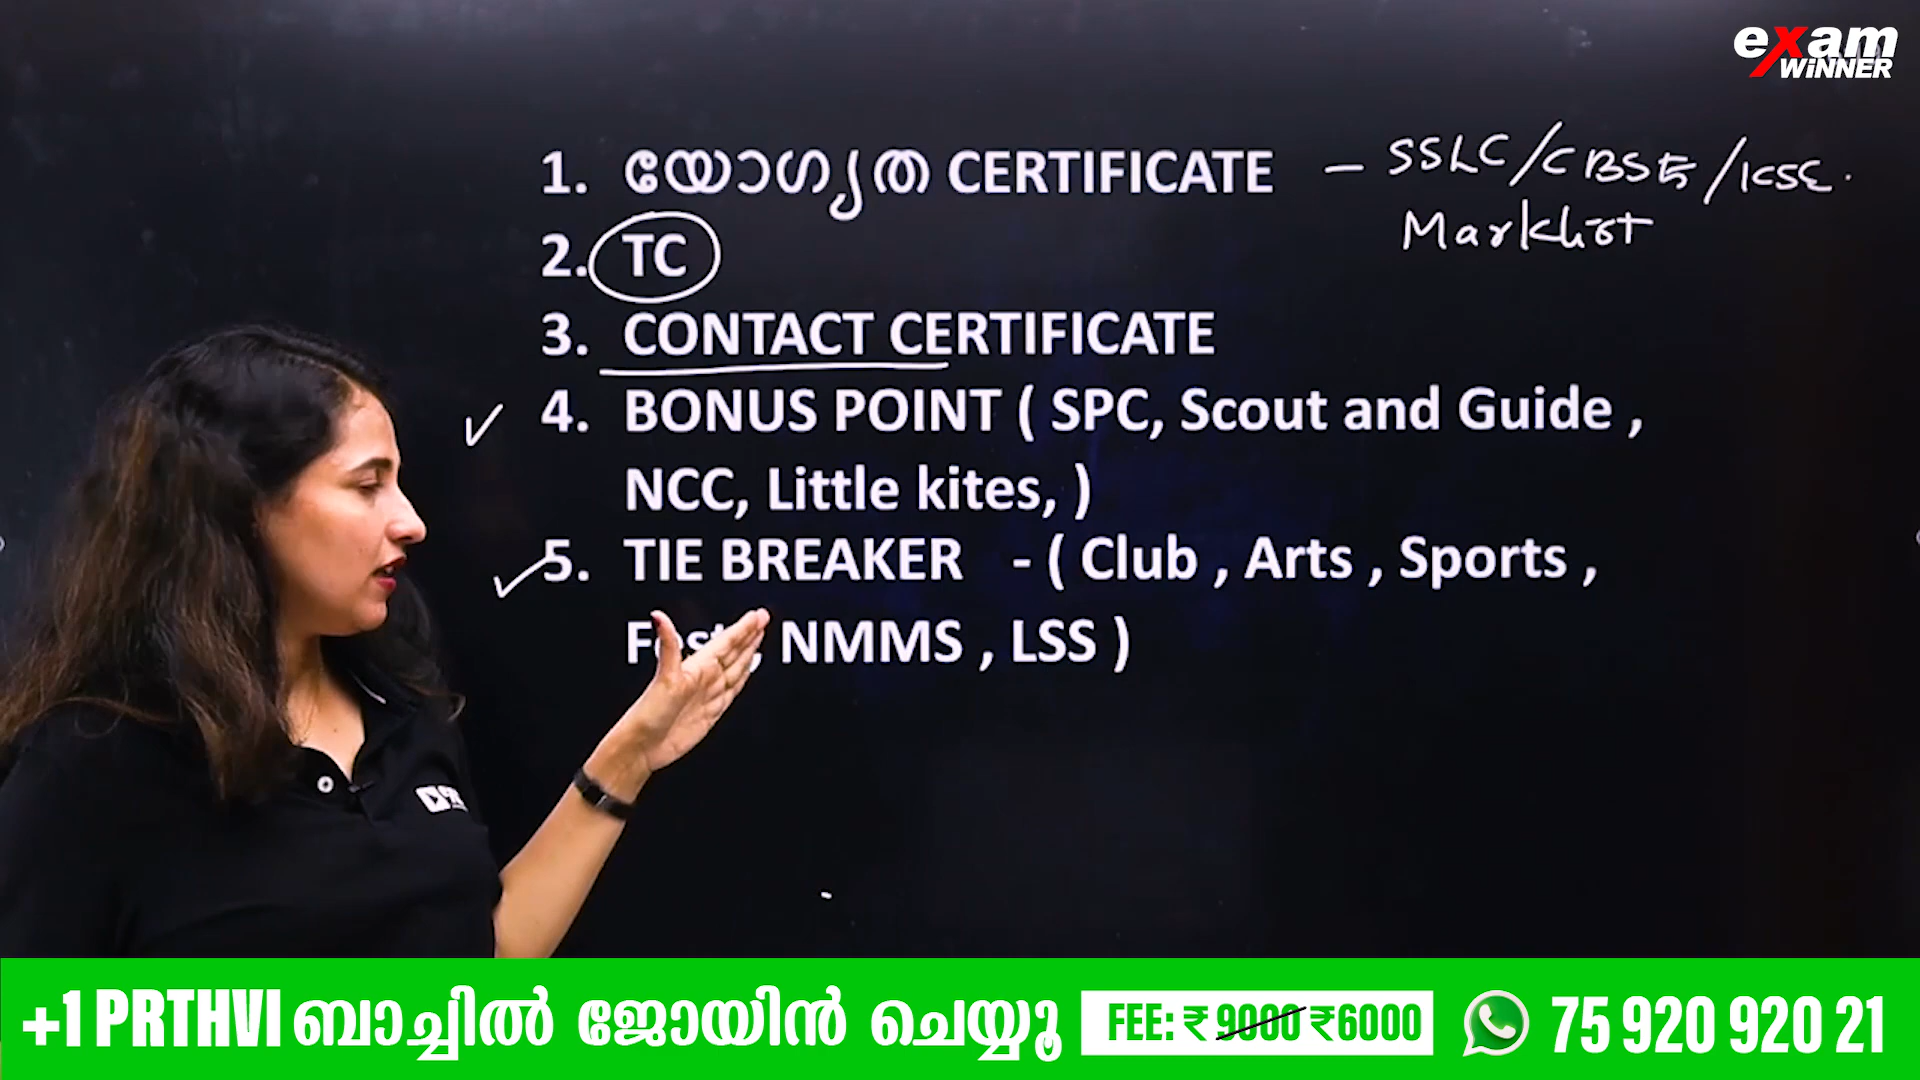 exam
WINNER
1. യോഗ്യത CERTIFICATE - SSLC/CBSE/ICSE.
Marklist
2. TC
3. CONTACT CERTIFICATE
4. BONUS POINT ( SPC, Scout and Guide ,
NCC, Little kites, )
5. TIE BREAKER - ( Club , Arts , Sports ,
, NMMS , LSS )
+1 PRTHVI ബാച്ചിൽ ജോയിൻ ചെയ്യൂ FEE: ₹ 9000 ₹6000 75 920 920 21